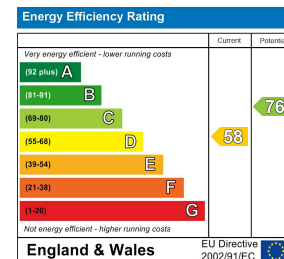 Energy Efficiency Rating
Current Potentia
Very energy efficient - lower running costs
(92 plus) A
(81-91) B
(69-80) C
76
(55-68) D
58
(39-54) E
(21-38) F
(1-20) G
Not energy efficient - higher running costs
England & Wales
EU Directive
2002/91/EC